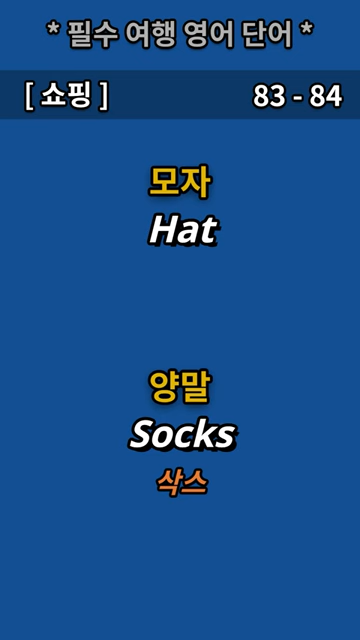 * 필수 여행 영어 단어 *
[ 쇼핑 ] 83 - 84
모자
Hat
양말
Socks
삭스